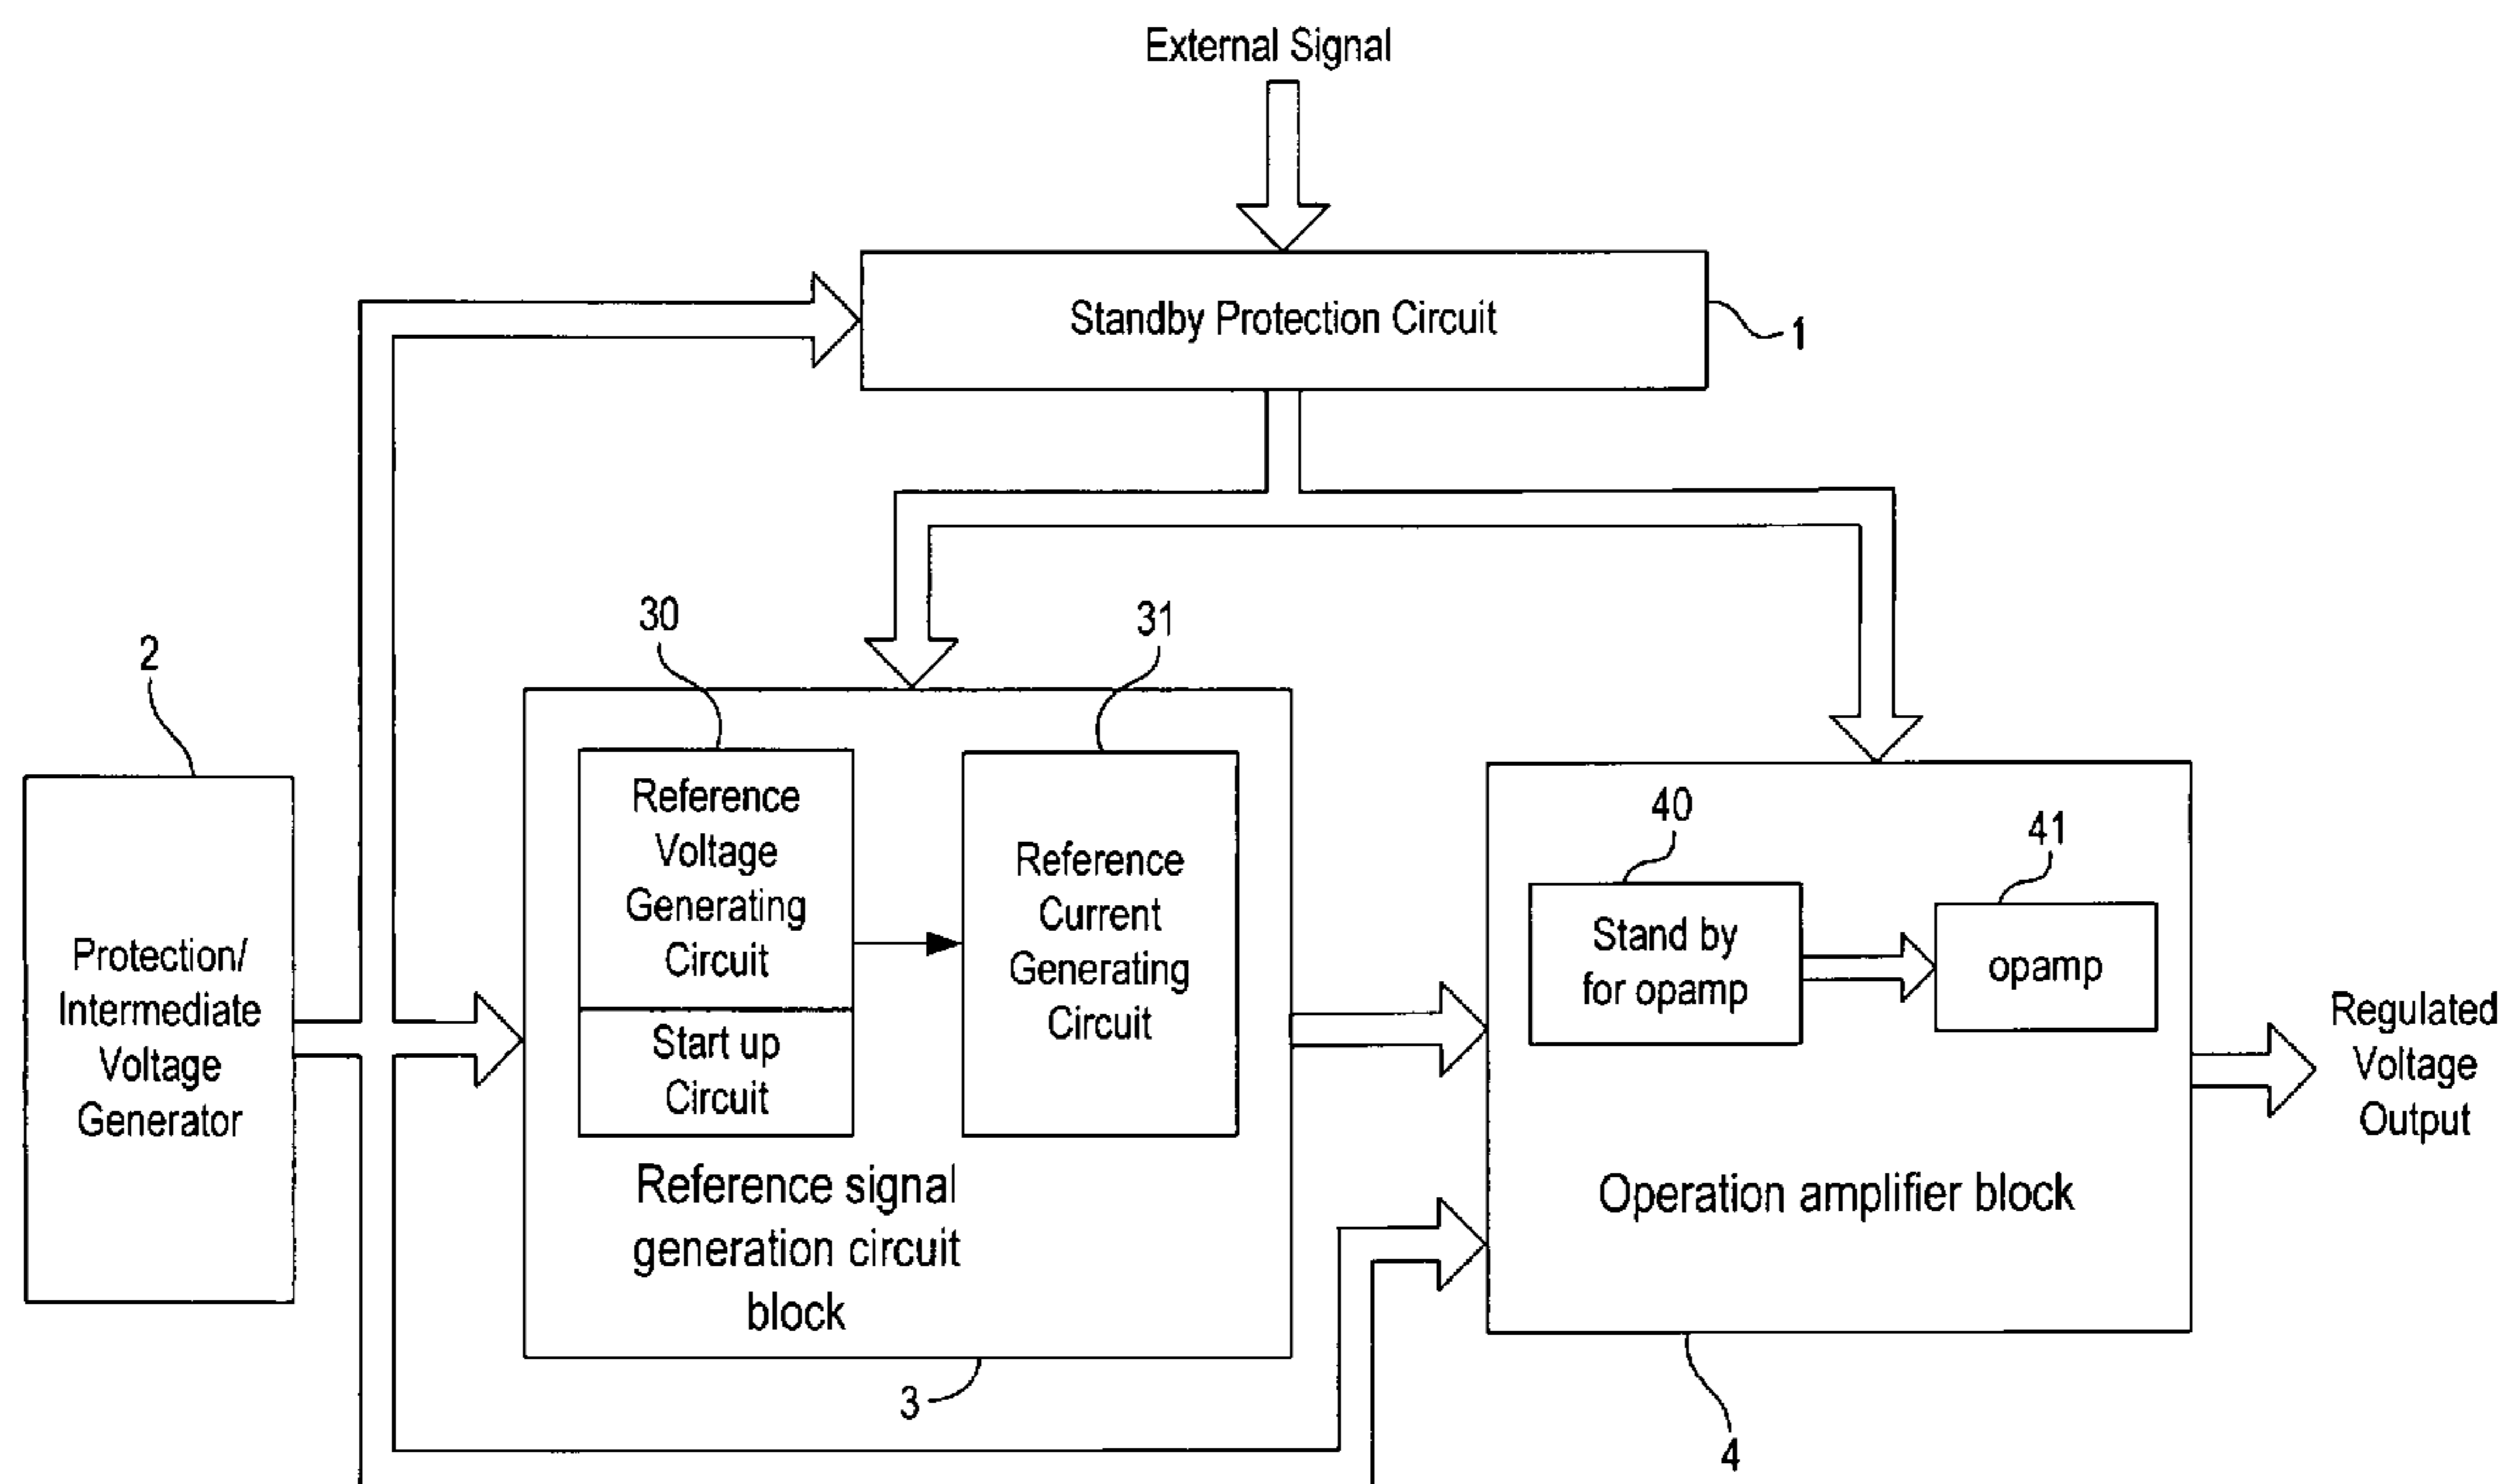 External Signal
Standby Protection Circuit
1
30
31
2
Reference
Voltage
Generating
Circuit
Start up
Circuit
Reference
Current
Generating
Circuit
40
41
Stand by
for opamp
opamp
Protection/
Intermediate
Voltage
Generator
Regulated
Voltage
Output
Reference signal
generation circuit
block
Operation amplifier block
3
4